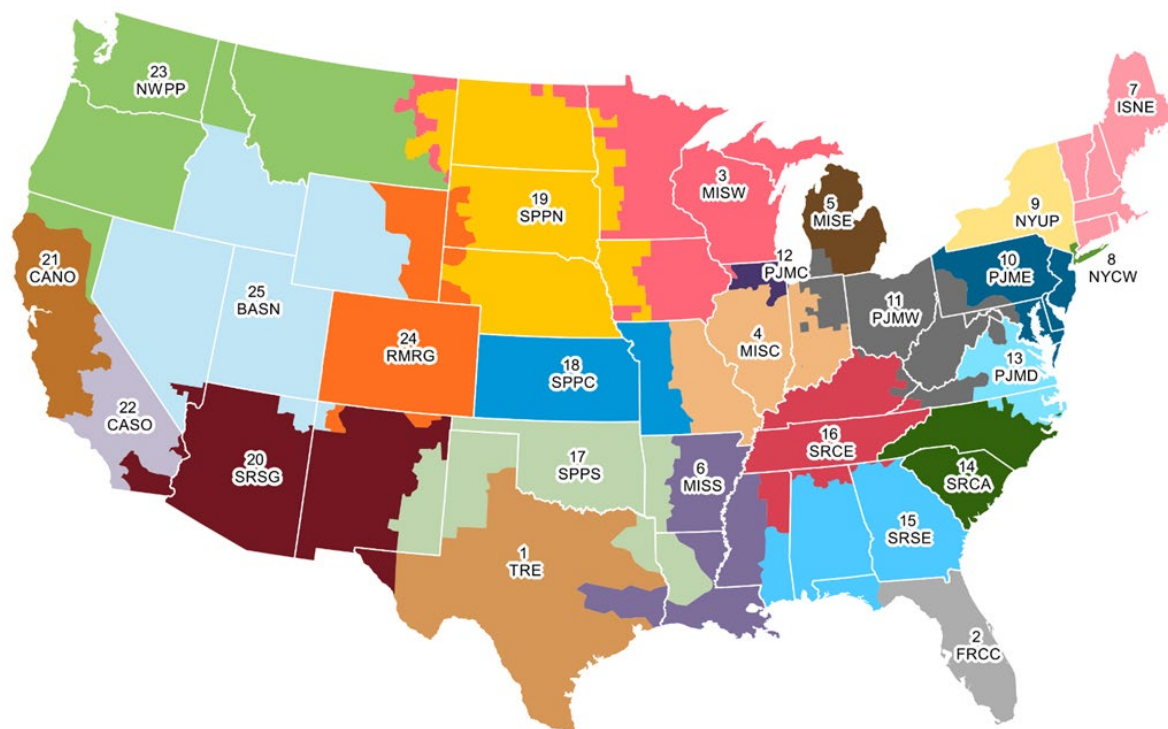 23
NWPP
7
ISNE
3
MISW
19
SPPN
5
MISE
9
NYUP
21
CANO
12
PJMC
8
NYCW
10
PJME
25
BASN
11
PJMW
24
RMRG
4
MISC
18
SPPC
13
PJMD
22
CASO
16
SRCE
17
SPPS
20
SRSG
6
MISS
14
SRCA
15
SRSE
1
TRE
2
FRCC